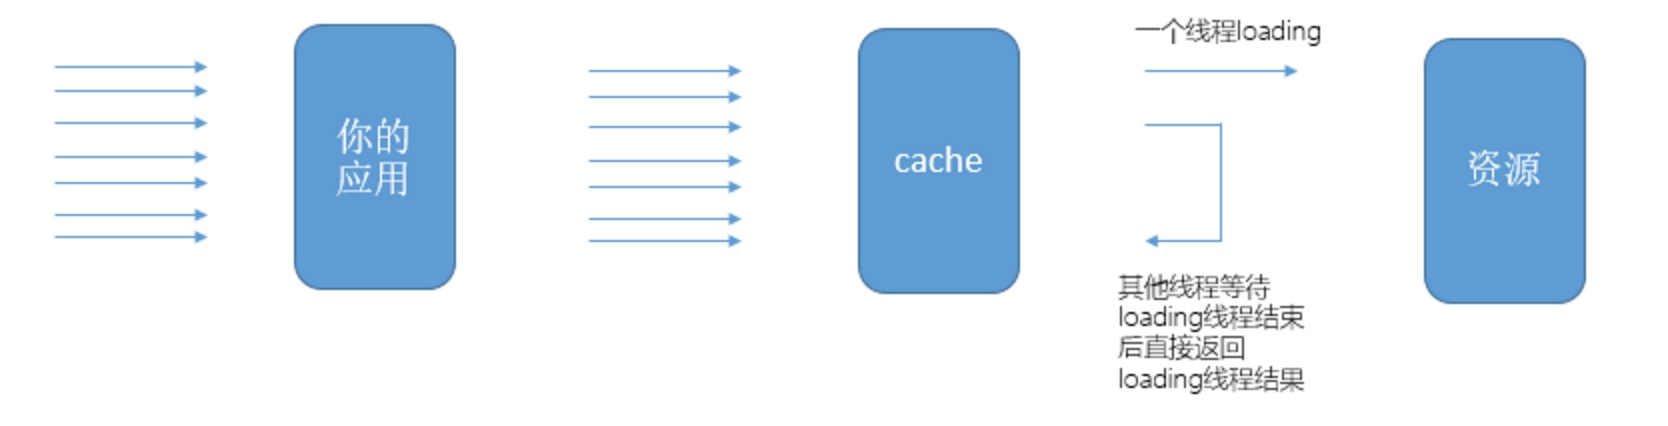 你的
应用
cache
一个线程loading
其他线程等待
loading线程结束
后直接返回
loading线程结果
资源